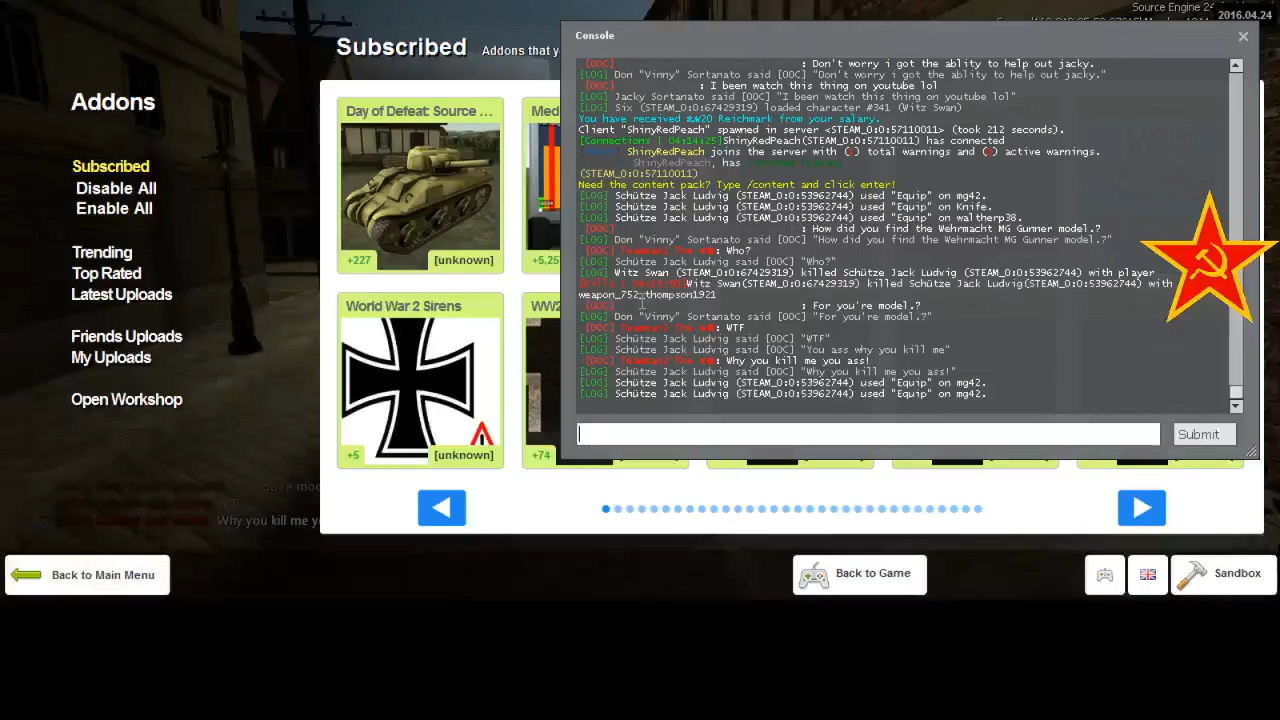 Source Engine 24
2016.04.24
Addons
Subscribed
Disable All
Enable All
Trending
Top Rated
Latest Uploads
Friends Uploads
My Uploads
Open Workshop
Subscribed Addons that y
Day of Defeat: Source ...
+227 [unknown]
Med
+5,25
World War 2 Sirens
+5 [unknown]
WW2
+74
Console
[OOC] : Don't worry i got the ablity to help out jacky.
[LOG] Don "Vinny" Sortanato said [OOC] "Don't worry i got the ablity to help out jacky."
[OOC] : I been watch this thing on youtube lol
[LOG] Jacky Sortanato said [OOC] "I been watch this thing on youtube lol"
[LOG] Six (STEAM_0:0:67429319) loaded character #341 (Witz Swan)
You have received 20 Reichmark from your salary.
Client "ShinyRedPeach" spawned in server <STEAM_0:0:57110011> (took 212 seconds).
[Connections | 04:14:25]ShinyRedPeach(STEAM_0:0:57110011) has connected
ShinyRedPeach joins the server with ( ) total warnings and ( ) active warnings.
ShinyRedPeach, has
(STEAM_0:0:57110011)
Need the content pack? Type /content and click enter!
[LOG] Schütze Jack Ludvig (STEAM_0:0:53962744) used "Equip" on mg42.
[LOG] Schütze Jack Ludvig (STEAM_0:0:53962744) used "Equip" on Knife.
[LOG] Schütze Jack Ludvig (STEAM_0:0:53962744) used "Equip" on waltherp38.
[OOC] : How did you find the Wehrmacht MG Gunner model.?
[LOG] Don "Vinny" Sortanato said [OOC] "How did you find the Wehrmacht MG Gunner model.?"
[OOC] : Who?
[LOG] Schütze Jack Ludvig said [OOC] "Who?"
[LOG] Witz Swan (STEAM_0:0:67429319) killed Schütze Jack Ludvig (STEAM_0:0:53962744) with player
Witz Swan(STEAM_0:0:67429319) killed Schütze Jack Ludvig(STEAM_0:0:53962744) with
weapon_752_thompson1921
[OOC] : For you're model.?
[LOG] Don "Vinny" Sortanato said [OOC] "For you're model.?"
[OOC] : WTF
[LOG] Schütze Jack Ludvig said [OOC] "WTF"
[LOG] Schütze Jack Ludvig said [OOC] "You ass why you kill me"
[OOC] : Why you kill me you ass!
[LOG] Schütze Jack Ludvig said [OOC] "Why you kill me you ass!"
[LOG] Schütze Jack Ludvig (STEAM_0:0:53962744) used "Equip" on mg42.
[LOG] Schütze Jack Ludvig (STEAM_0:0:53962744) used "Equip" on mg42.
Submit
Why you kill me y
Back to Main Menu
Back to Game
Sandbox